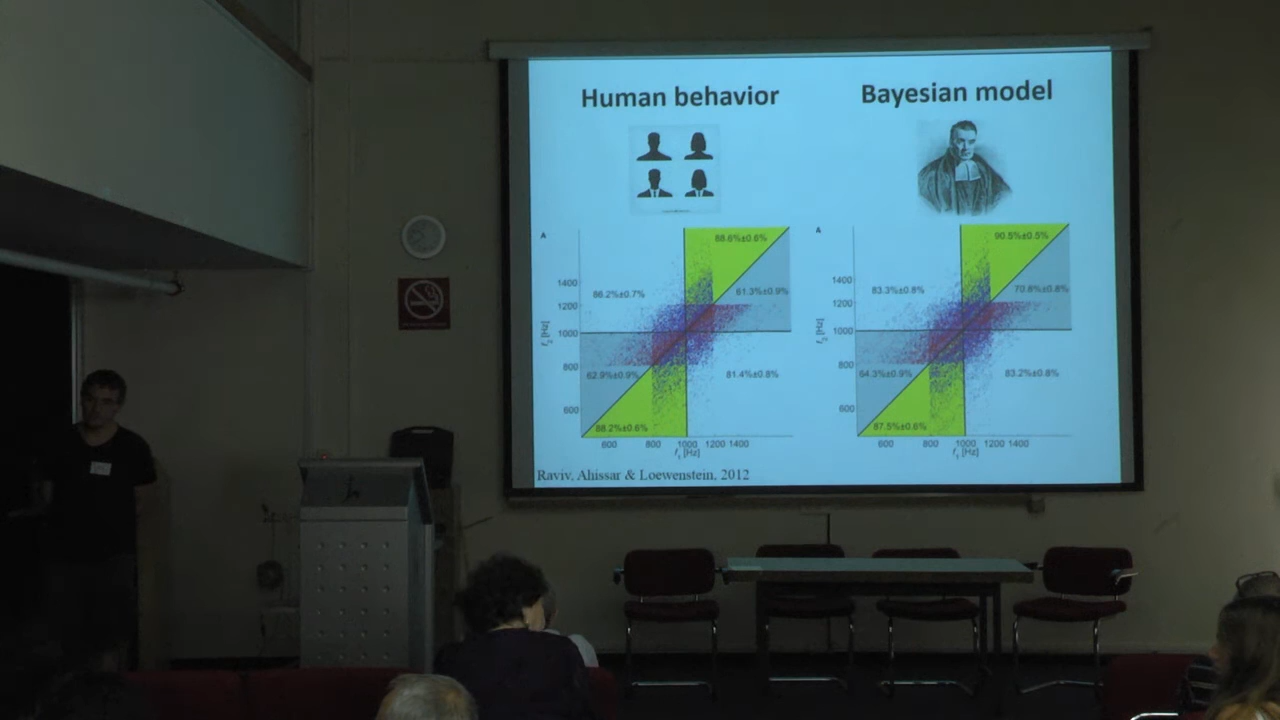 Human behavior
Bayesian model
A
88.6%±0.6%
86.2%±0.7%
61.3%±0.9%
62.9%±0.9%
81.4%±0.8%
88.2%±0.6%
1400
1200
1000
800
600
f₂ [Hz]
600 800 1000 1200 1400
f₁ [Hz]
A
90.5%±0.5%
83.3%±0.8%
70.8%±0.8%
64.3%±0.9%
83.2%±0.8%
87.5%±0.6%
1400
1200
1000
800
600
f₂ [Hz]
600 800 1000 1200 1400
f₁ [Hz]
Raviv, Ahissar & Loewenstein, 2012